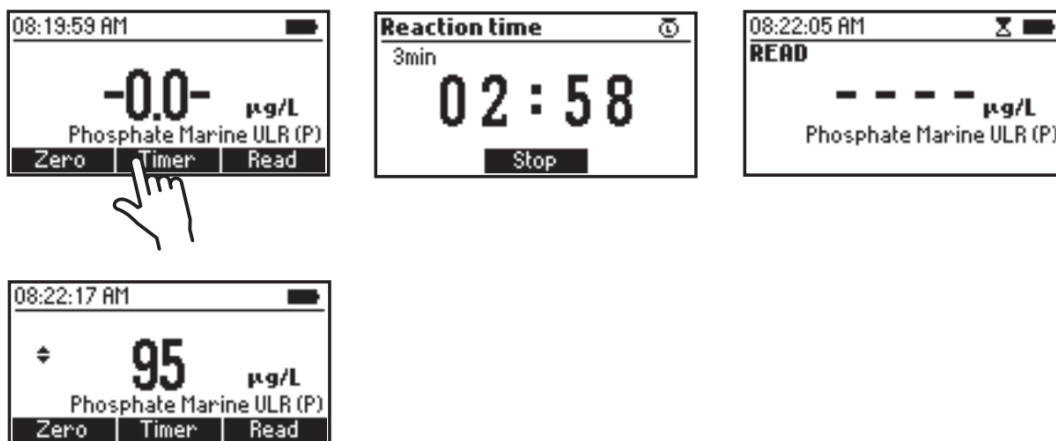 08:19:59 AM
-0.0- µg/L
Phosphate Marine ULR (P)
Zero Timer Read
Reaction time
3min
02:58
Stop
08:22:05 AM
READ
---- µg/L
Phosphate Marine ULR (P)
08:22:17 AM
95 µg/L
Phosphate Marine ULR (P)
Zero Timer Read